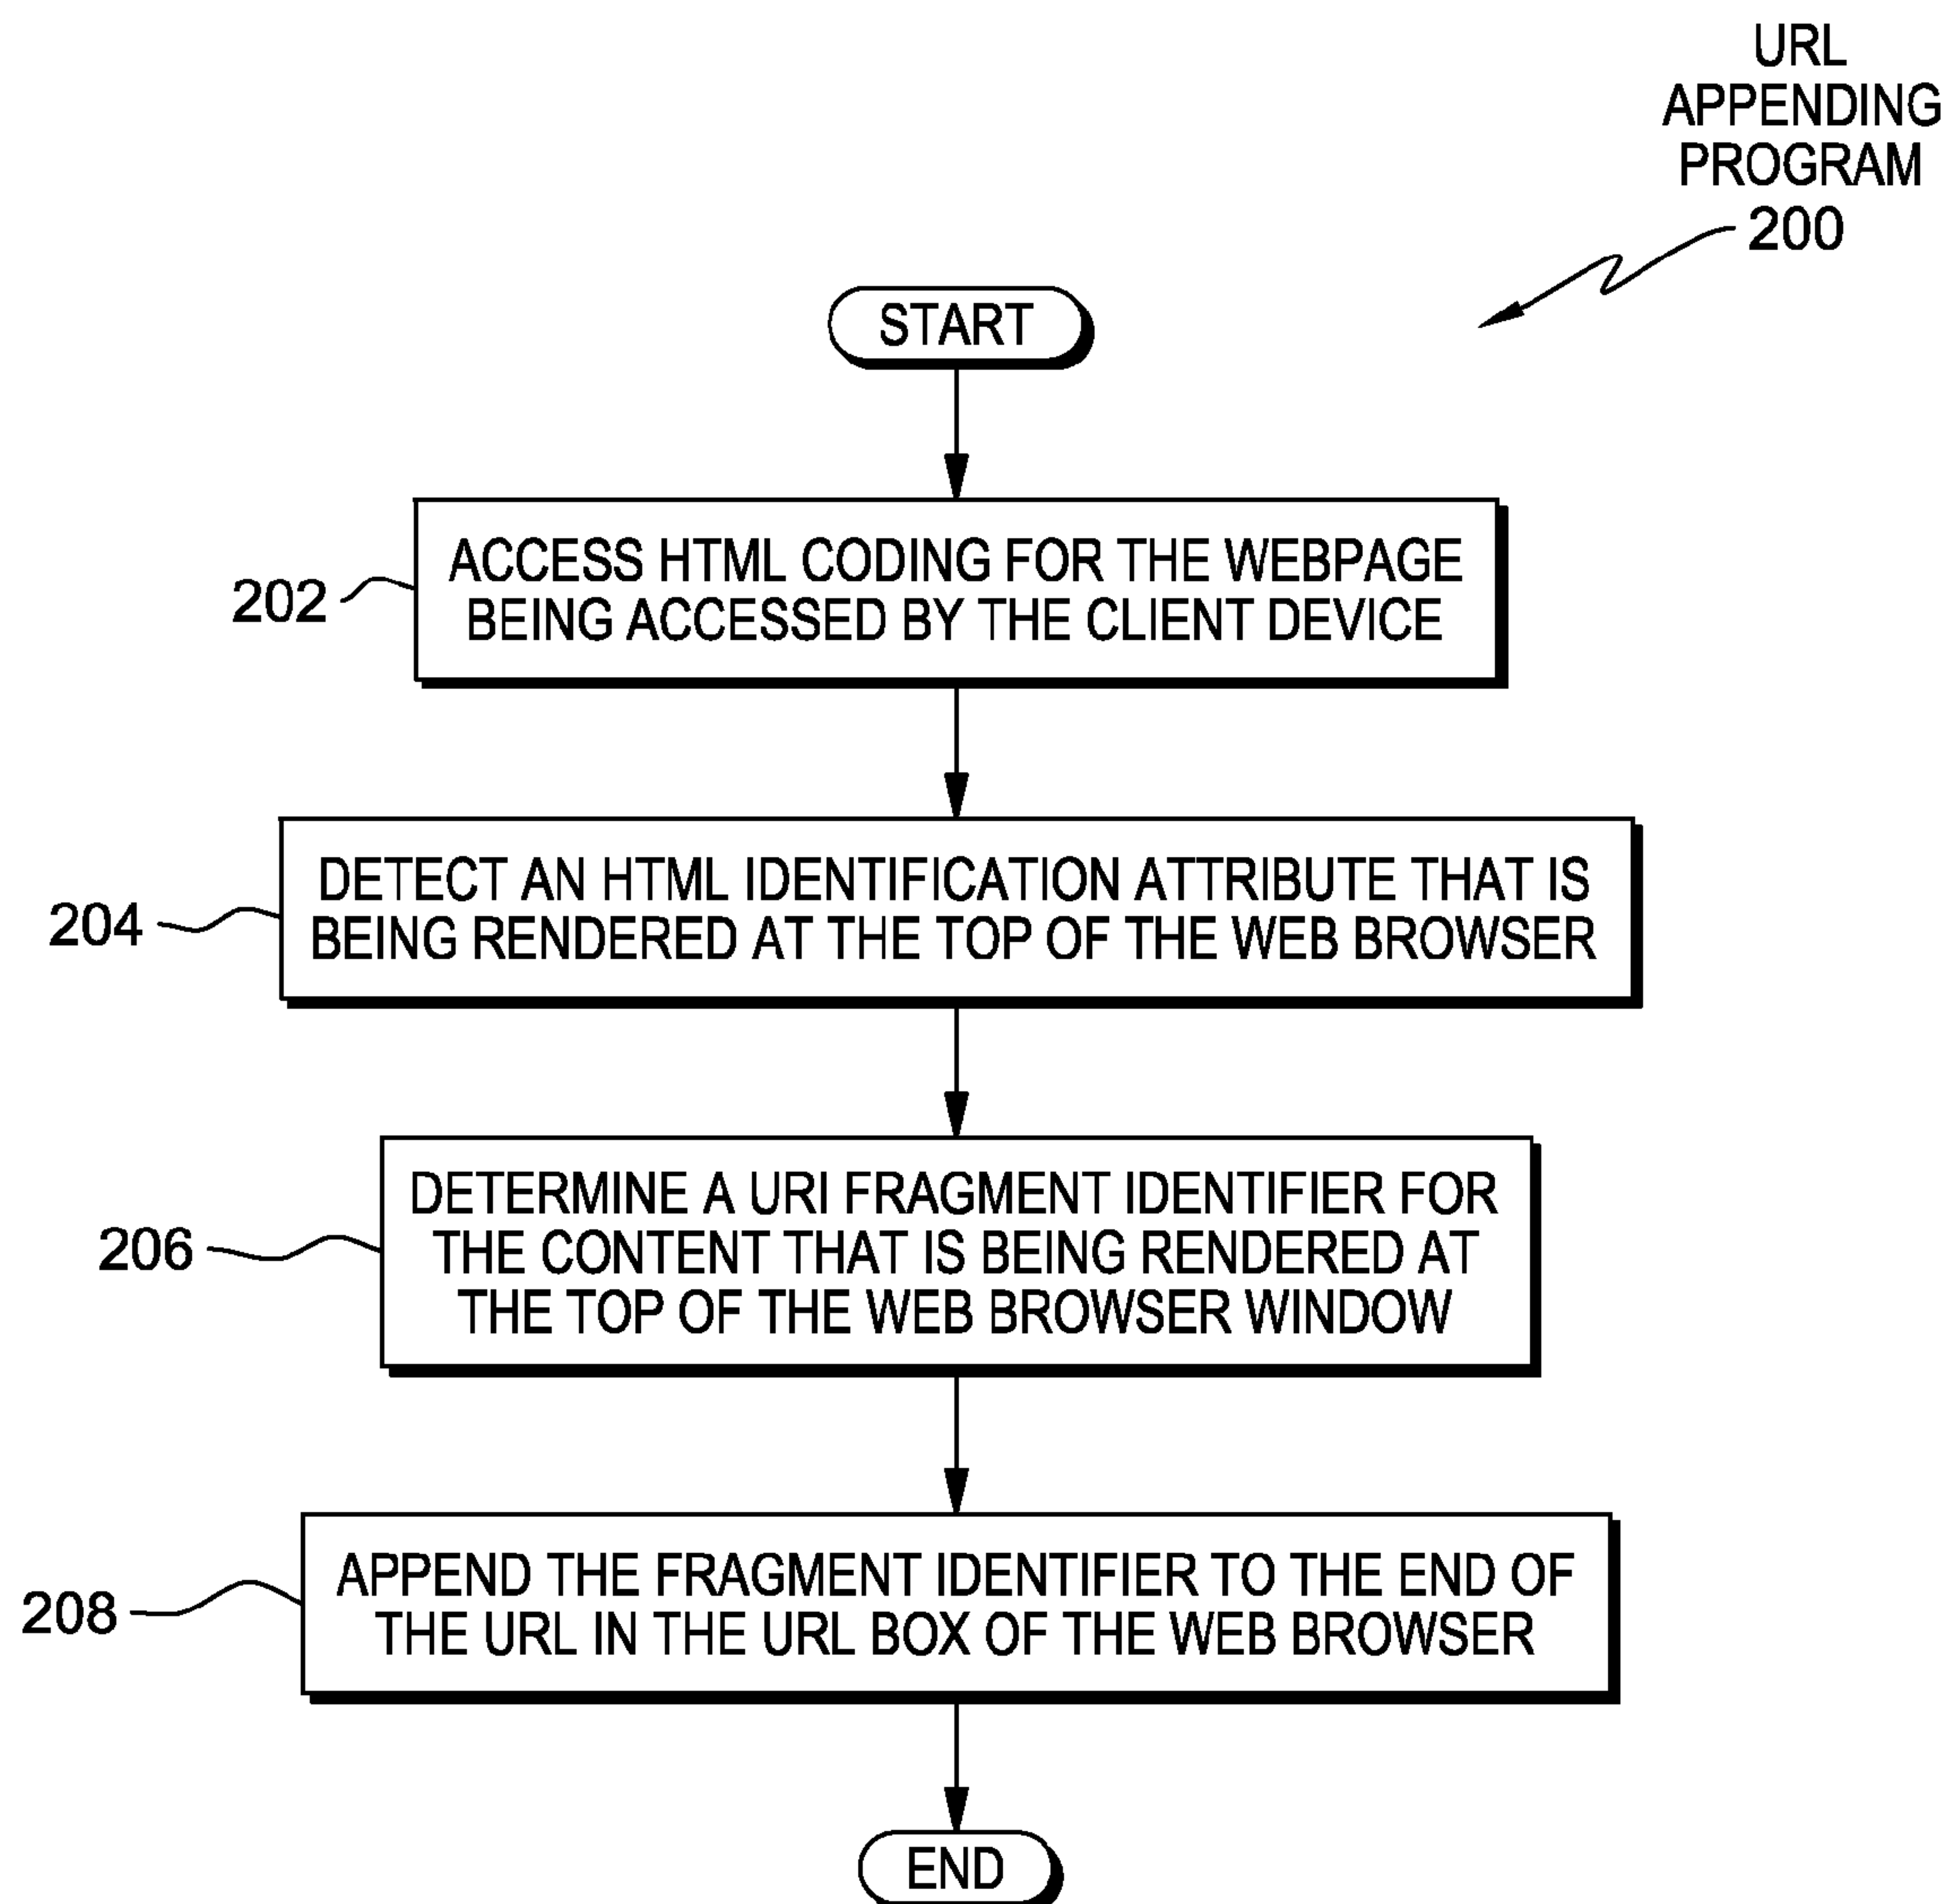 URL
APPENDING
PROGRAM
200
START
202
ACCESS HTML CODING FOR THE WEBPAGE
BEING ACCESSED BY THE CLIENT DEVICE
204
DETECT AN HTML IDENTIFICATION ATTRIBUTE THAT IS
BEING RENDERED AT THE TOP OF THE WEB BROWSER
206
DETERMINE A URI FRAGMENT IDENTIFIER FOR
THE CONTENT THAT IS BEING RENDERED AT
THE TOP OF THE WEB BROWSER WINDOW
208
APPEND THE FRAGMENT IDENTIFIER TO THE END OF
THE URL IN THE URL BOX OF THE WEB BROWSER
END